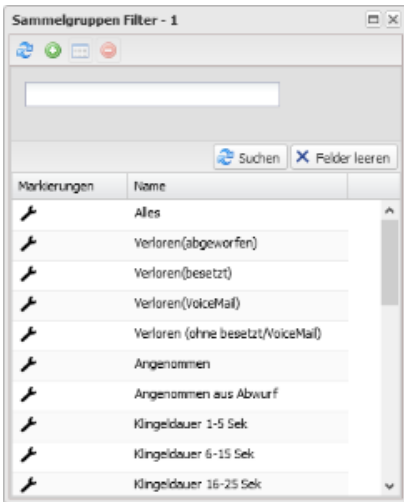 Sammelgruppen Filter - 1
Suchen Felder leeren
Markierungen Name
Alles
Verloren(abgeworfen)
Verloren(besetzt)
Verloren(VoiceMail)
Verloren (ohne besetzt/VoiceMail)
Angenommen
Angenommen aus Abwurf
Klingeldauer 1-5 Sek
Klingeldauer 6-15 Sek
Klingeldauer 16-25 Sek